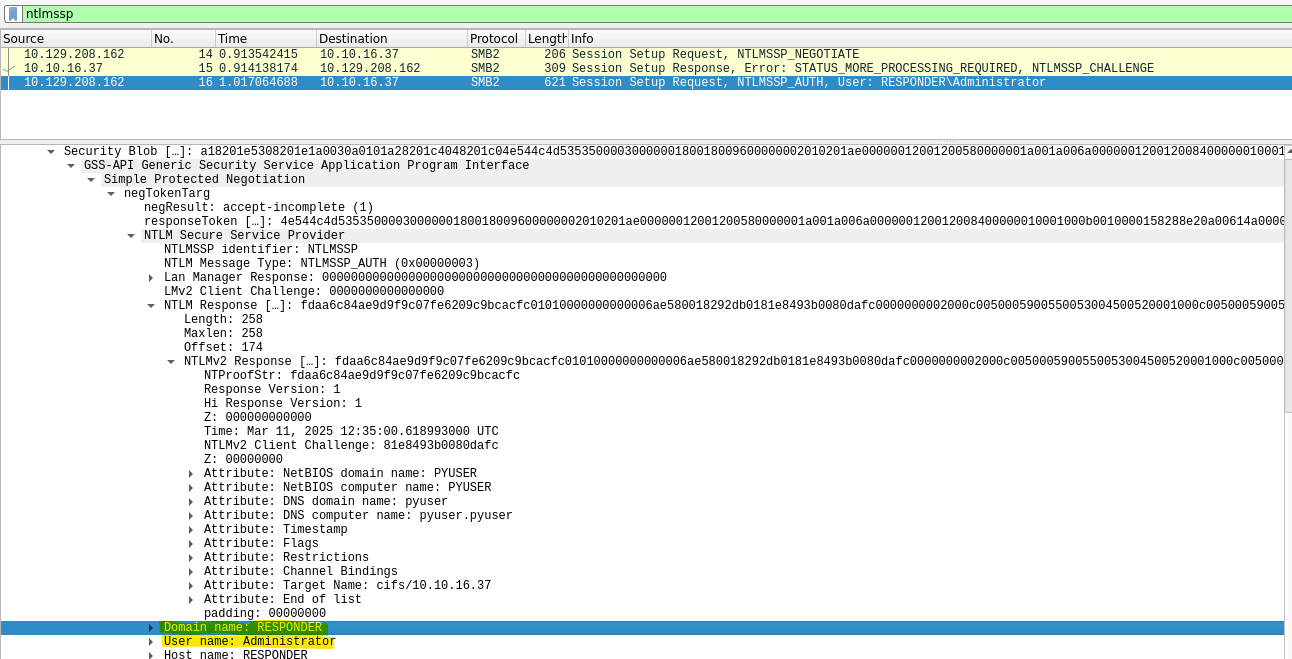 ntlmssp
Source No. Time Destination Protocol Length Info
10.129.208.162 14 0.913542415 10.10.16.37 SMB2 206 Session Setup Request, NTLMSSP_NEGOTIATE
10.10.16.37 15 0.914138174 10.129.208.162 SMB2 309 Session Setup Response, Error: STATUS_MORE_PROCESSING_REQUIRED, NTLMSSP_CHALLENGE
10.129.208.162 16 1.017064688 10.10.16.37 SMB2 621 Session Setup Request, NTLMSSP_AUTH, User: RESPONDER\Administrator
Security Blob […]: a18201e5308201e1a0030a0101a28201c4048201c04e544c4d5353500003000000180018009600000002010201ae00000012001200580000001a001a006a000000120012008400000010001
GSS-API Generic Security Service Application Program Interface
Simple Protected Negotiation
negTokenTarg
negResult: accept-incomplete (1)
responseToken […]: 4e544c4d5353500003000000180018009600000002010201ae00000012001200580000001a001a006a000000120012008400000010001000b0010000158288e20a00614a0000
NTLM Secure Service Provider
NTLMSSP identifier: NTLMSSP
NTLM Message Type: NTLMSSP_AUTH (0x00000003)
Lan Manager Response: 000000000000000000000000000000000000000000000000
LMv2 Client Challenge: 0000000000000000
NTLM Response […]: fdaa6c84ae9d9f9c07fe6209c9bcacfc01010000000000006ae580018292db0181e8493b0080dafc0000000002000c0050005900550053004500520001000c00500059005
Length: 258
Maxlen: 258
Offset: 174
NTLMv2 Response […]: fdaa6c84ae9d9f9c07fe6209c9bcacfc01010000000000006ae580018292db0181e8493b0080dafc0000000002000c0050005900550053004500520001000c005000
NTProofStr: fdaa6c84ae9d9f9c07fe6209c9bcacfc
Response Version: 1
Hi Response Version: 1
Z: 000000000000
Time: Mar 11, 2025 12:35:00.618993000 UTC
NTLMv2 Client Challenge: 81e8493b0080dafc
Z: 00000000
Attribute: NetBIOS domain name: PYUSER
Attribute: NetBIOS computer name: PYUSER
Attribute: DNS domain name: pyuser
Attribute: DNS computer name: pyuser.pyuser
Attribute: Timestamp
Attribute: Flags
Attribute: Restrictions
Attribute: Channel Bindings
Attribute: Target Name: cifs/10.10.16.37
Attribute: End of list
padding: 00000000
Domain name: RESPONDER
User name: Administrator
Host name: RESPONDER